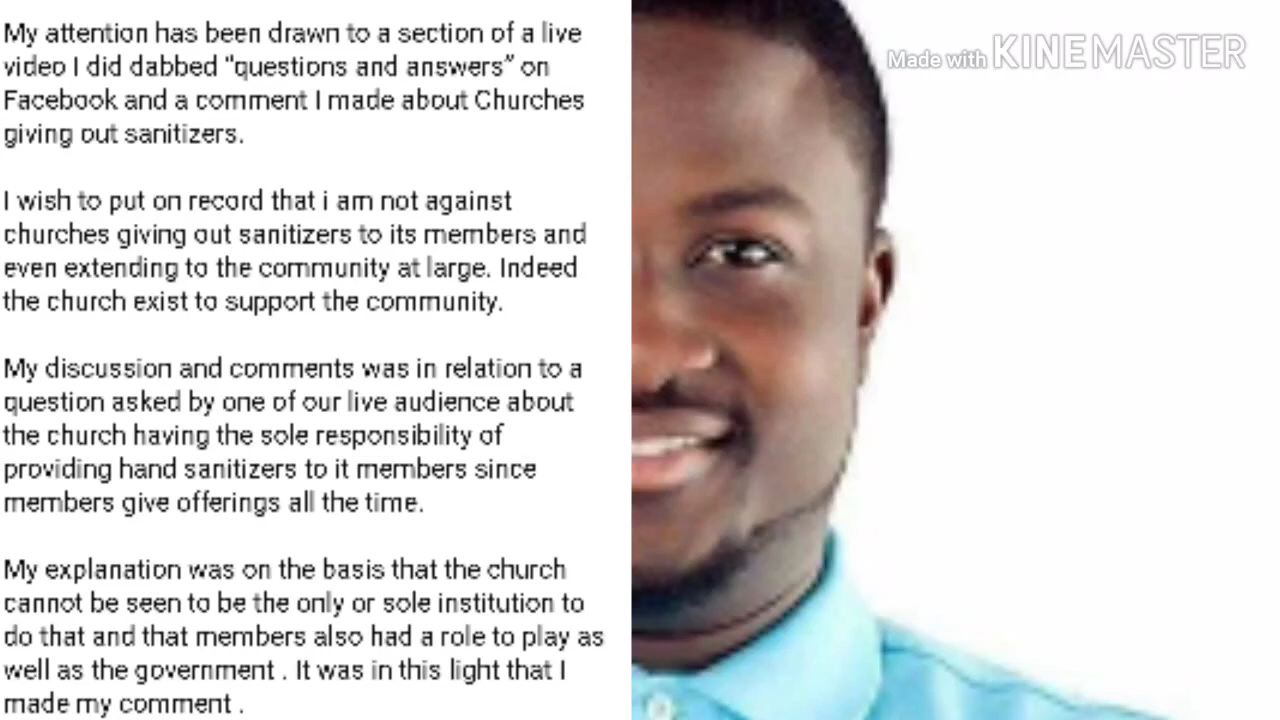 My attention has been drawn to a section of a live
video I did dabbed “questions and answers” on
Facebook and a comment I made about Churches
giving out sanitizers.
I wish to put on record that i am not against
churches giving out sanitizers to its members and
even extending to the community at large. Indeed
the church exist to support the community.
My discussion and comments was in relation to a
question asked by one of our live audience about
the church having the sole responsibility of
providing hand sanitizers to it members since
members give offerings all the time.
My explanation was on the basis that the church
cannot be seen to be the only or sole institution to
do that and that members also had a role to play as
well as the government . It was in this light that I
made my comment .
Made with KINEMASTER